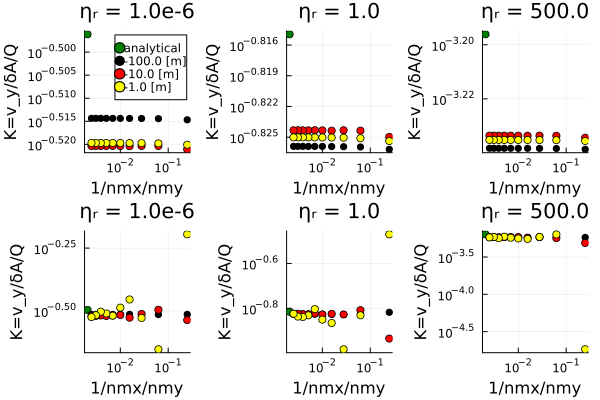 ηr = 1.0e-6
ηr = 1.0
ηr = 500.0
K=v_y/δA/Q
10^-0.500
10^-0.505
10^-0.510
10^-0.515
10^-0.520
analytical
-100.0 [m]
-10.0 [m]
-1.0 [m]
10^-2
10^-1
1/nmx/nmy
K=v_y/δA/Q
10^-0.816
10^-0.819
10^-0.822
10^-0.825
10^-2
10^-1
1/nmx/nmy
K=v_y/δA/Q
10^-3.20
10^-3.22
10^-2
10^-1
1/nmx/nmy
ηr = 1.0e-6
ηr = 1.0
ηr = 500.0
K=v_y/δA/Q
10^-0.25
10^-0.50
10^-2
10^-1
1/nmx/nmy
K=v_y/δA/Q
10^-0.6
10^-0.8
10^-2
10^-1
1/nmx/nmy
K=v_y/δA/Q
10^-3.5
10^-4.0
10^-4.5
10^-2
10^-1
1/nmx/nmy